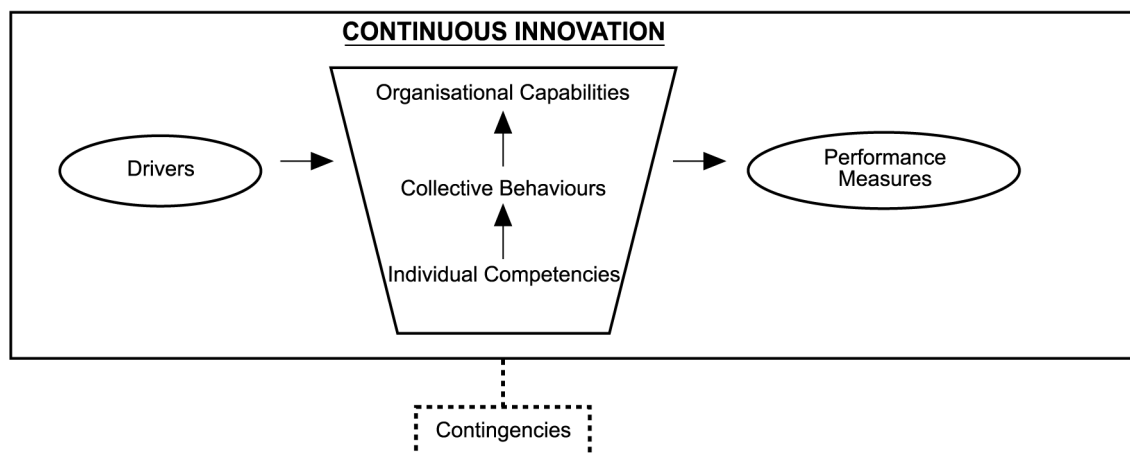 CONTINUOUS INNOVATION
Organisational Capabilities
Drivers
Collective Behaviours
Performance
Measures
Individual Competencies
Contingencies